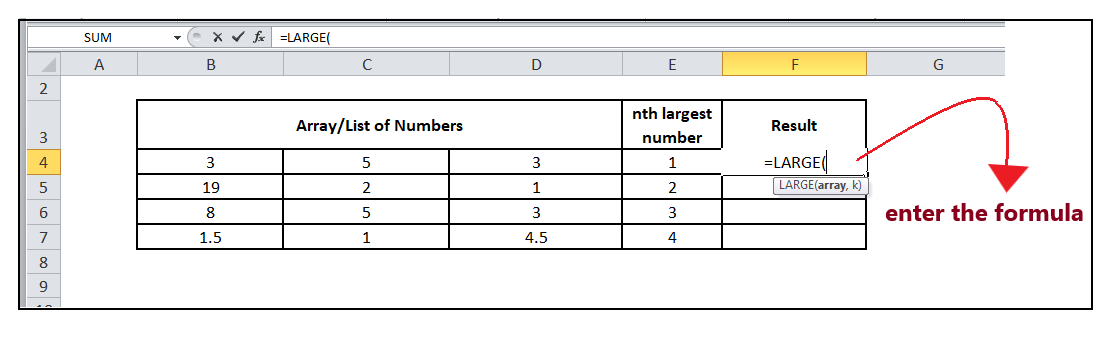 SUM fx =LARGE(
A B C D E F G
2
3 Array/List of Numbers nth largest number Result
4 3 5 3 1 =LARGE(
LARGE(array, k)
5 19 2 1 2
6 8 5 3 3
enter the formula
7 1.5 1 4.5 4
8
9